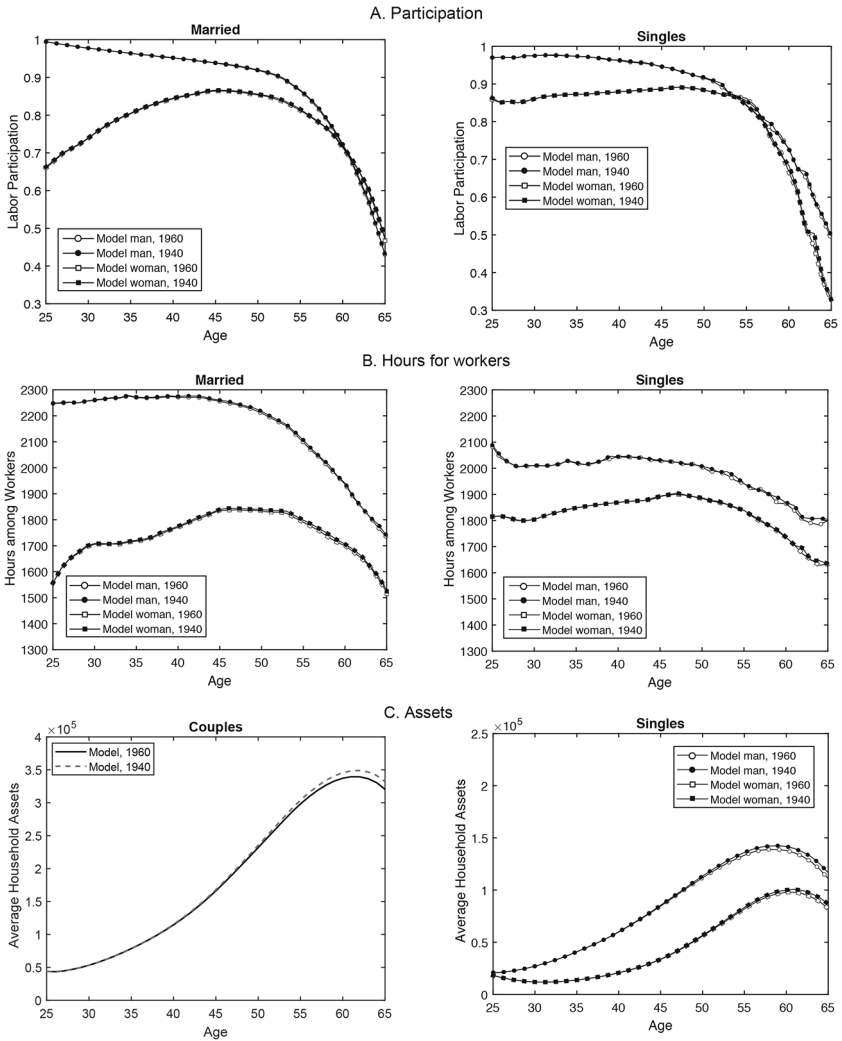 A. Participation
Married
1
0.9
0.8
0.7
0.6
0.5
0.4
0.3
Labor Participation
Model man, 1960
Model man, 1940
Model woman, 1960
Model woman, 1940
25 30 35 40 45 50 55 60 65
Age
Singles
1
0.9
0.8
0.7
0.6
0.5
0.4
0.3
Labor Participation
Model man, 1960
Model man, 1940
Model woman, 1960
Model woman, 1940
25 30 35 40 45 50 55 60 65
Age
B. Hours for workers
Married
2300
2200
2100
2000
1900
1800
1700
1600
1500
1400
1300
Hours among Workers
Model man, 1960
Model man, 1940
Model woman, 1960
Model woman, 1940
25 30 35 40 45 50 55 60 65
Age
Singles
2300
2200
2100
2000
1900
1800
1700
1600
1500
1400
1300
Hours among Workers
Model man, 1960
Model man, 1940
Model woman, 1960
Model woman, 1940
25 30 35 40 45 50 55 60 65
Age
C. Assets
Couples
×10⁵
4
3.5
3
2.5
2
1.5
1
0.5
0
Average Household Assets
Model, 1960
Model, 1940
25 30 35 40 45 50 55 60 65
Age
Singles
×10⁵
2.5
2
1.5
1
0.5
0
Average Household Assets
Model man, 1960
Model man, 1940
Model woman, 1960
Model woman, 1940
25 30 35 40 45 50 55 60 65
Age